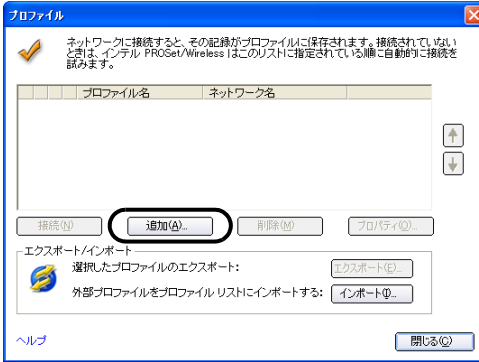 プロファイル
ネットワークに接続すると、その記録がプロファイルに保存されます。接続されていない
ときは、インテル PROSet/Wireless はこのリストに指定されている順に自動的に接続を
試みます。
プロファイル名 ネットワーク名
接続(N) 追加(A)... 削除(M) プロパティ(O)...
エクスポート/インポート
選択したプロファイルのエクスポート: エクスポート(E)...
外部プロファイルをプロファイル リストにインポートする: インポート(I)...
ヘルプ 閉じる(C)